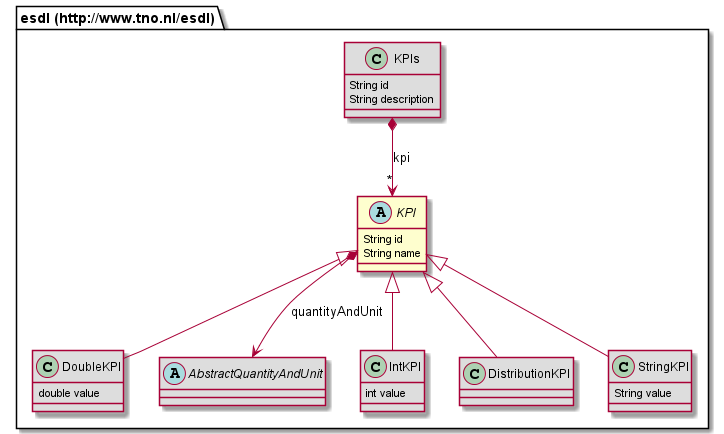 esdl (http://www.tno.nl/esdl)
C KPIs
String id
String description
kpi
*
A KPI
String id
String name
quantityAndUnit
C DoubleKPI
double value
A AbstractQuantityAndUnit
C IntKPI
int value
C DistributionKPI
C StringKPI
String value